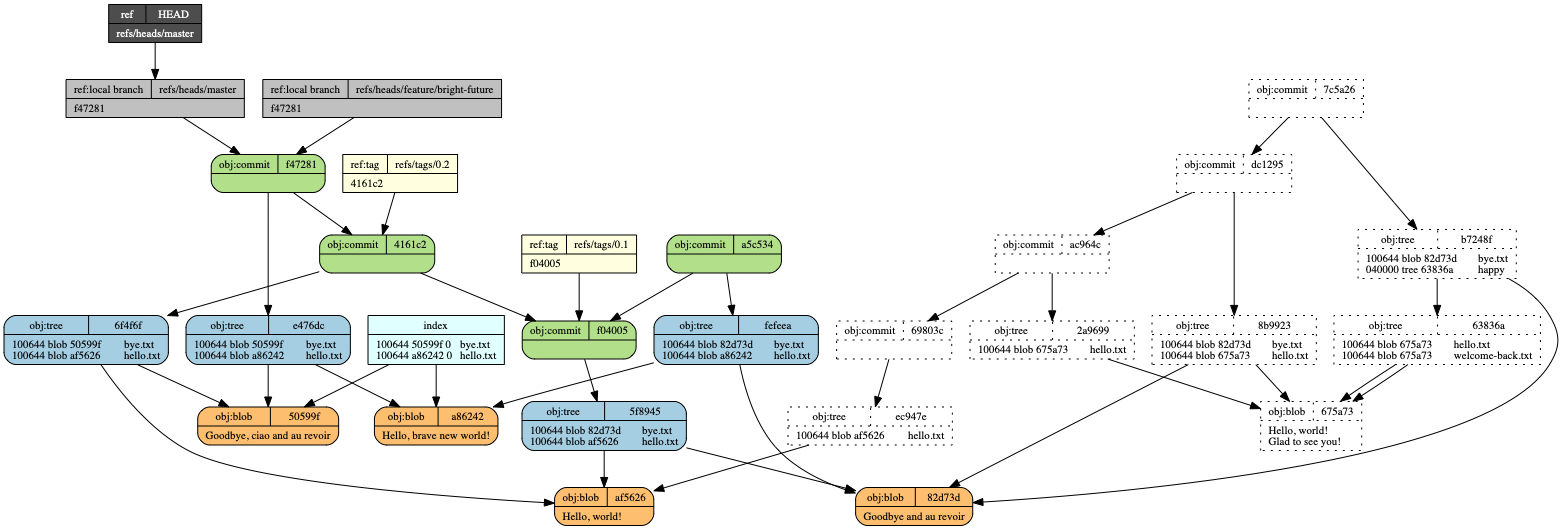 ref HEAD
refs/heads/master
ref:local branch refs/heads/master
f47281
ref:local branch refs/heads/feature/bright-future
f47281
obj:commit 7c5a26
obj:commit f47281
ref:tag refs/tags/0.2
4161c2
obj:commit dc1295
obj:commit 4161c2
ref:tag refs/tags/0.1
f04005
obj:commit a5c534
obj:commit ac964c
obj:tree b7248f
100644 blob 82d73d bye.txt
040000 tree 63836a happy
obj:tree 6f4f6f
100644 blob 50599f bye.txt
100644 blob af5626 hello.txt
obj:tree e476dc
100644 blob 50599f bye.txt
100644 blob a86242 hello.txt
index
100644 50599f 0 bye.txt
100644 a86242 0 hello.txt
obj:commit f04005
obj:tree fefeea
100644 blob 82d73d bye.txt
100644 blob a86242 hello.txt
obj:commit 69803c
obj:tree 2a9699
100644 blob 675a73 hello.txt
obj:tree 8b9923
100644 blob 82d73d bye.txt
100644 blob 675a73 hello.txt
obj:tree 63836a
100644 blob 675a73 hello.txt
100644 blob 675a73 welcome-back.txt
obj:blob 50599f
Goodbye, ciao and au revoir
obj:blob a86242
Hello, brave new world!
obj:tree 5f8945
100644 blob 82d73d bye.txt
100644 blob af5626 hello.txt
obj:tree ec947e
100644 blob af5626 hello.txt
obj:blob 675a73
Hello, world!
Glad to see you!
obj:blob af5626
Hello, world!
obj:blob 82d73d
Goodbye and au revoir